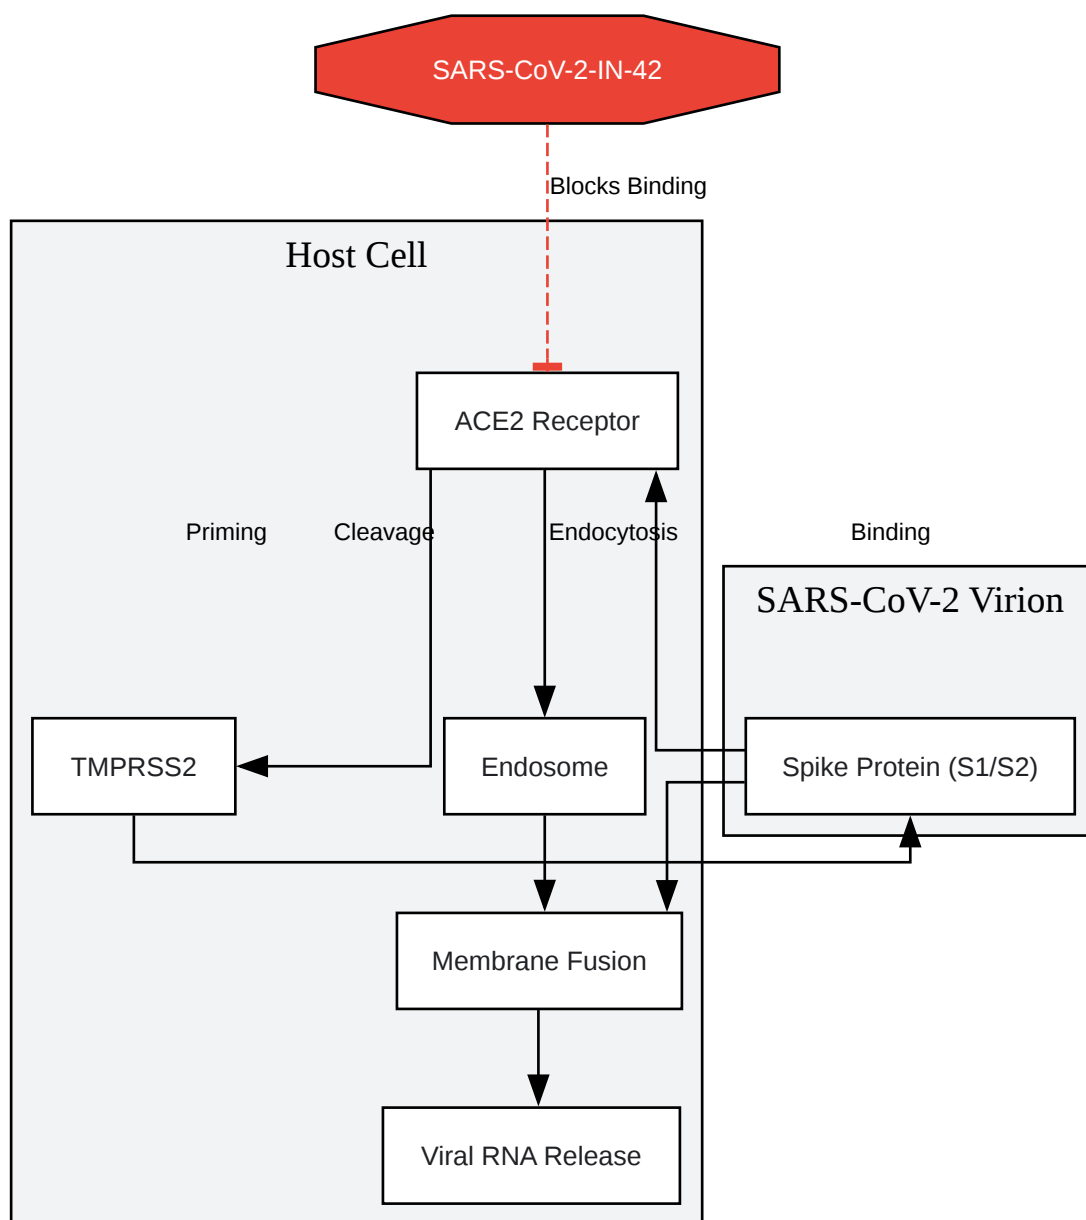 SARS-CoV-2-IN-42
Blocks Binding
Host Cell
ACE2 Receptor
Priming
Cleavage
Endocytosis
Binding
SARS-CoV-2 Virion
TMPRSS2
Endosome
Spike Protein (S1/S2)
Membrane Fusion
Viral RNA Release